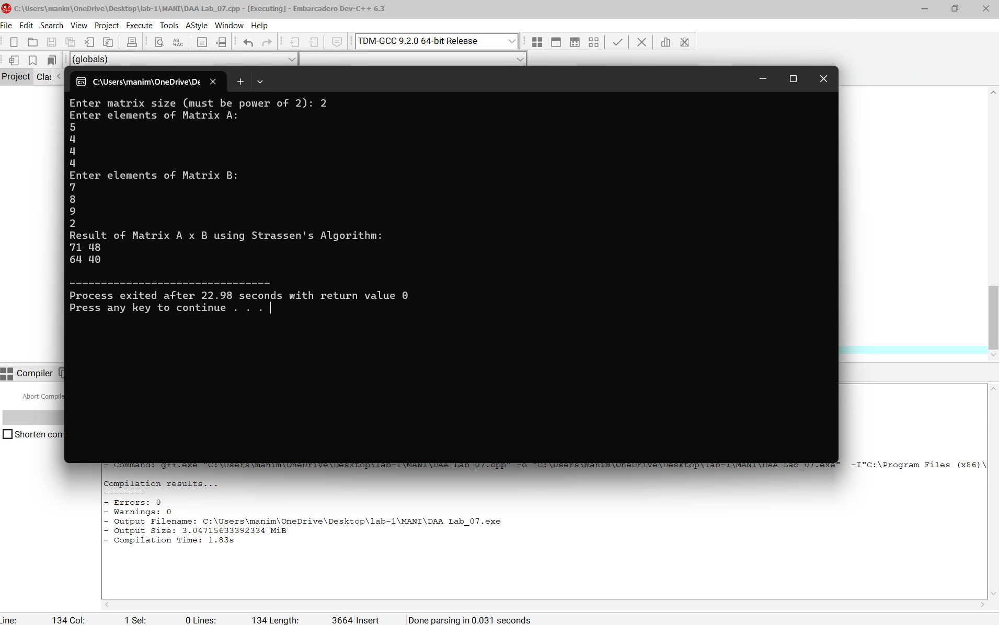 C:\Users\manim\OneDrive\Desktop\lab-1\MANI\DAA Lab_07.cpp - [Executing] - Embarcadero Dev-C++ 6.3
File Edit Search View Project Execute Tools AStyle Window Help
TDM-GCC 9.2.0 64-bit Release
(globals)
Project Clas
C:\Users\manim\OneDrive\De
Enter matrix size (must be power of 2): 2
Enter elements of Matrix A:
5
4
4
4
Enter elements of Matrix B:
7
8
9
2
Result of Matrix A x B using Strassen's Algorithm:
71 48
64 40
--------------------------------
Process exited after 22.98 seconds with return value 0
Press any key to continue . . .
Compiler
Abort Compila
Shorten com
- Command: g++.exe "C:\Users\manim\OneDrive\Desktop\lab-1\MANI\DAA Lab_07.cpp" -o "C:\Users\manim\OneDrive\Desktop\lab-1\MANI\DAA Lab_07.exe" -I"C:\Program Files (x86)\
Compilation results...
--------
- Errors: 0
- Warnings: 0
- Output Filename: C:\Users\manim\OneDrive\Desktop\lab-1\MANI\DAA Lab_07.exe
- Output Size: 3.04715633392334 MiB
- Compilation Time: 1.83s
Line: 134 Col: 1 Sel: 0 Lines: 134 Length: 3664 Insert Done parsing in 0.031 seconds